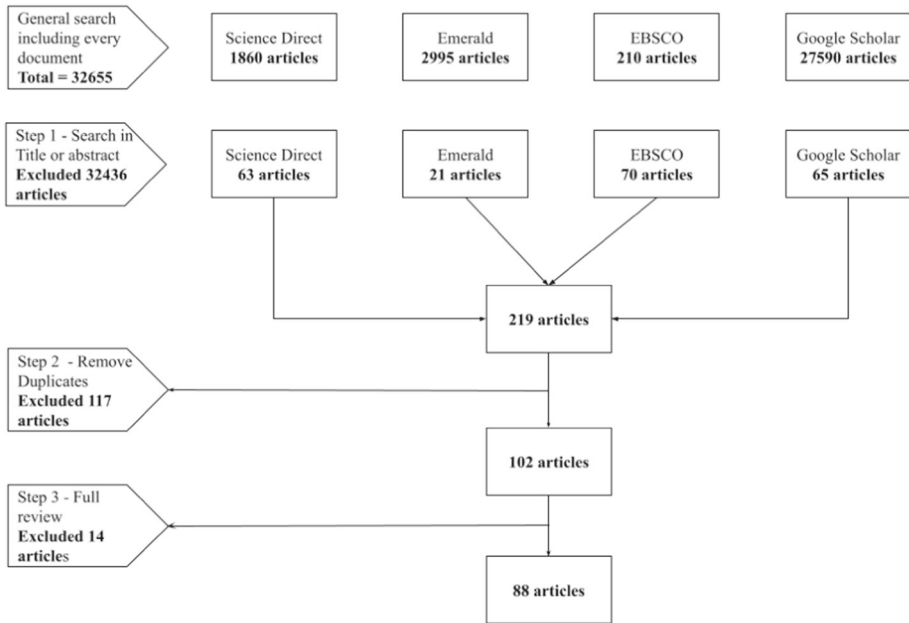 General search
including every
document
Total = 32655
Science Direct
1860 articles
Emerald
2995 articles
EBSCO
210 articles
Google Scholar
27590 articles
Step 1 - Search in
Title or abstract
Excluded 32436
articles
Science Direct
63 articles
Emerald
21 articles
EBSCO
70 articles
Google Scholar
65 articles
219 articles
Step 2 - Remove
Duplicates
Excluded 117
articles
102 articles
Step 3 - Full
review
Excluded 14
articles
88 articles